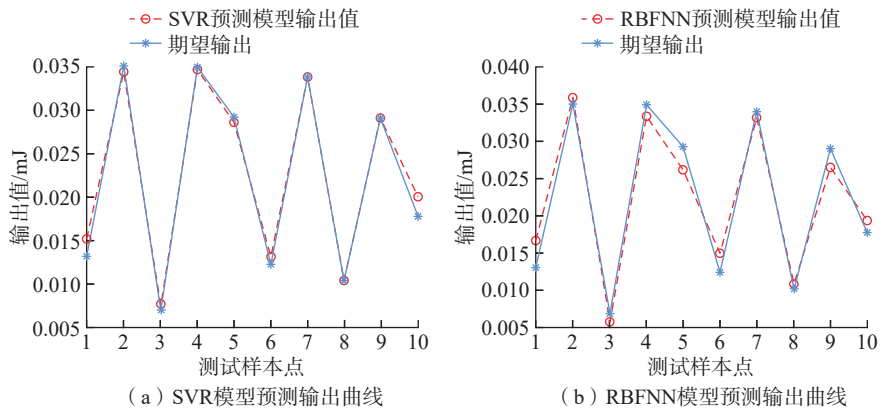 SVR预测模型输出值
期望输出
0.035
0.030
0.025
0.020
0.015
0.010
0.005
输出值/mJ
1 2 3 4 5 6 7 8 9 10
测试样本点
（a）SVR模型预测输出曲线
RBFNN预测模型输出值
期望输出
0.040
0.035
0.030
0.025
0.020
0.015
0.010
0.005
输出值/mJ
1 2 3 4 5 6 7 8 9 10
测试样本点
（b）RBFNN模型预测输出曲线